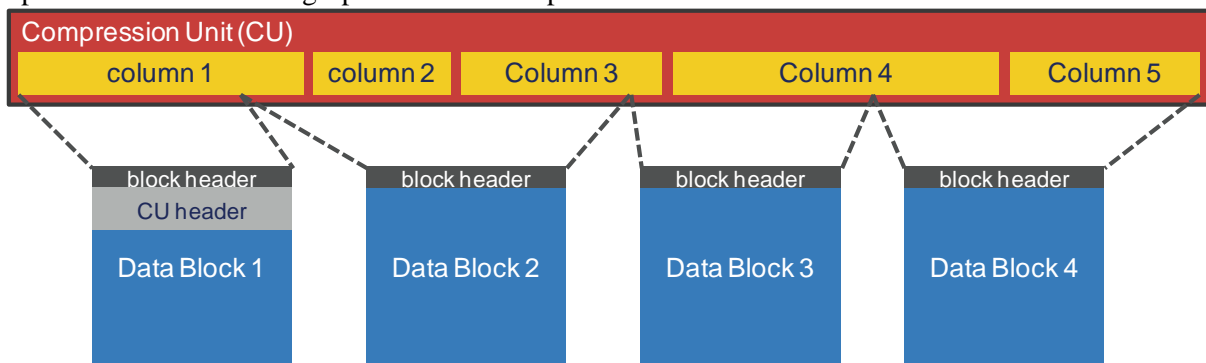 Compression Unit (CU)
column 1 column 2 Column 3 Column 4 Column 5
block header block header block header block header
CU header
Data Block 1 Data Block 2 Data Block 3 Data Block 4